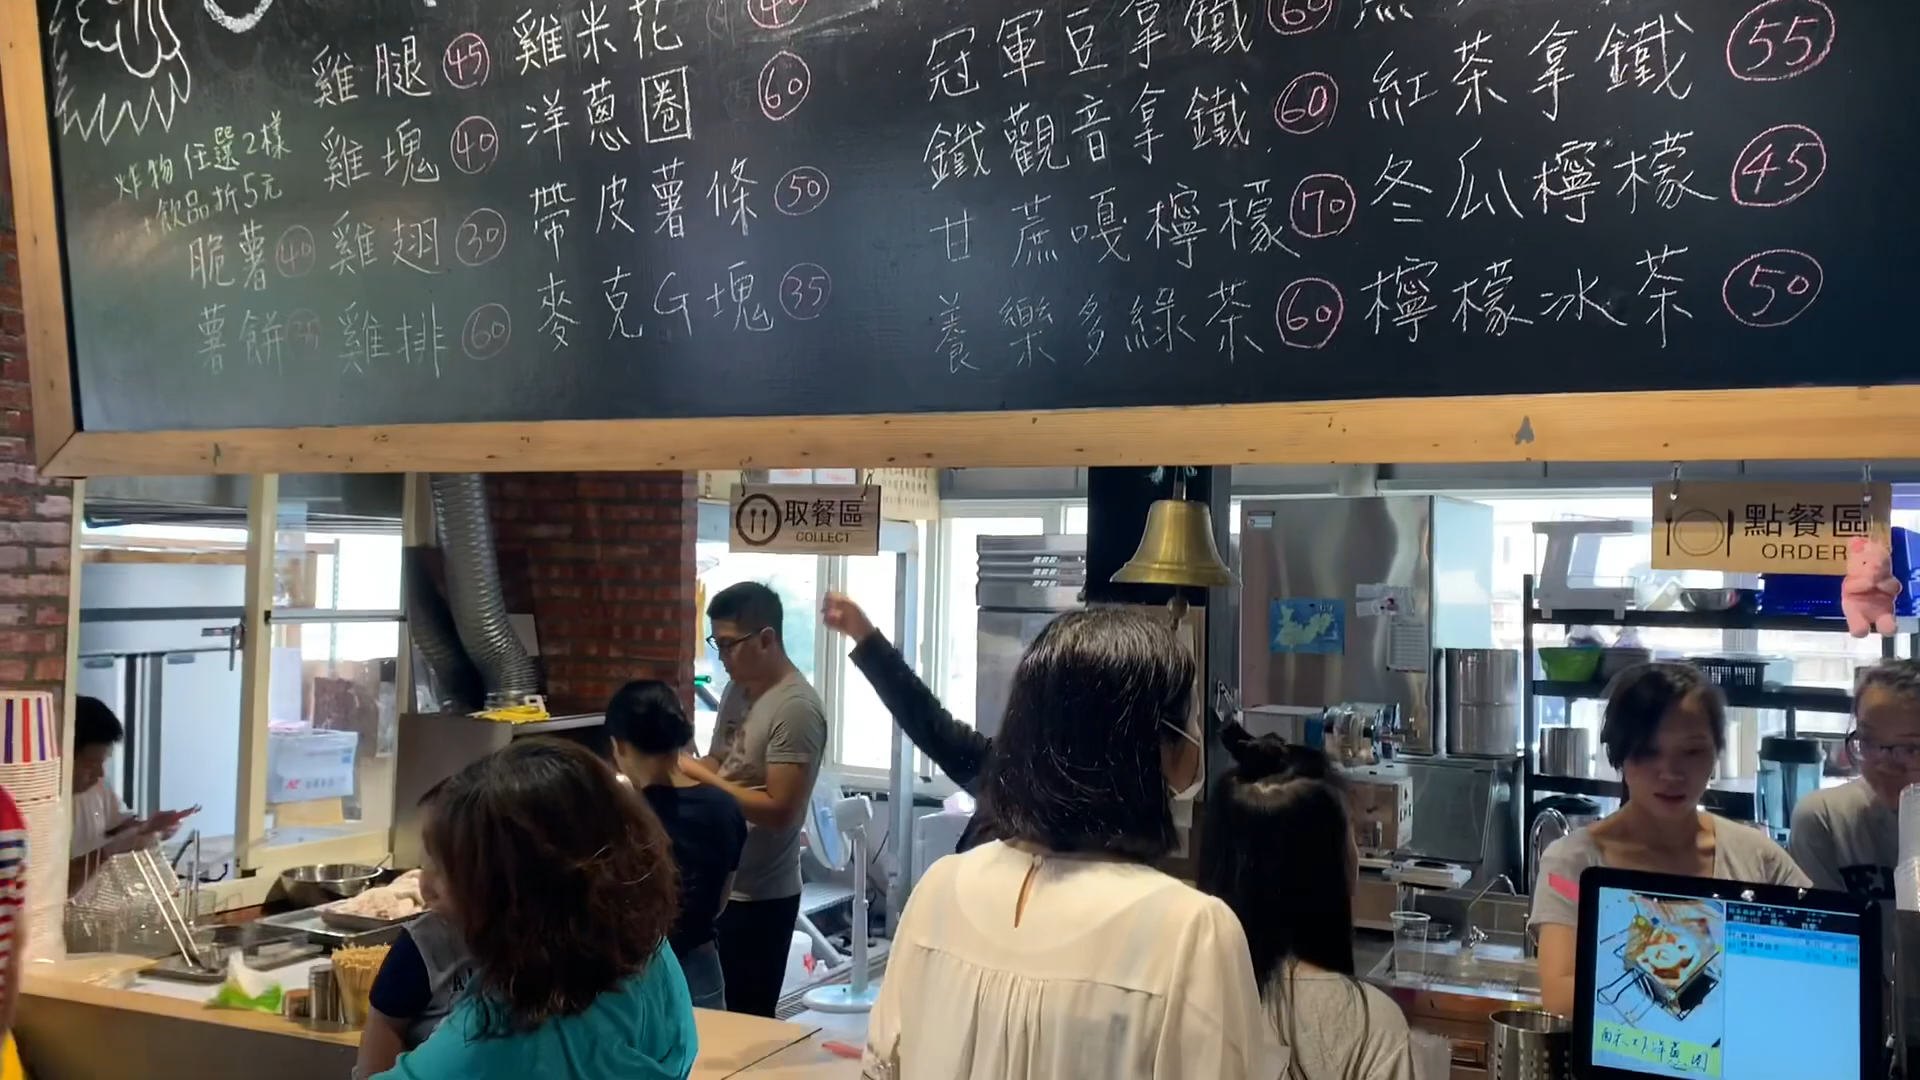 雞腿 45
雞塊 40
雞翅 30
雞排 60
炸物任選2樣
+飲品折5元
脆薯 40
薯餅 35
雞米花 40
洋蔥圈 60
帶皮薯條 50
麥克G塊 35
冠軍豆拿鐵 60
鐵觀音拿鐵 60
甘蔗嘎檸檬 70
養樂多綠茶 60
紅茶拿鐵 55
冬瓜檸檬 45
檸檬冰茶 50
取餐區
COLLECT
點餐區
ORDER